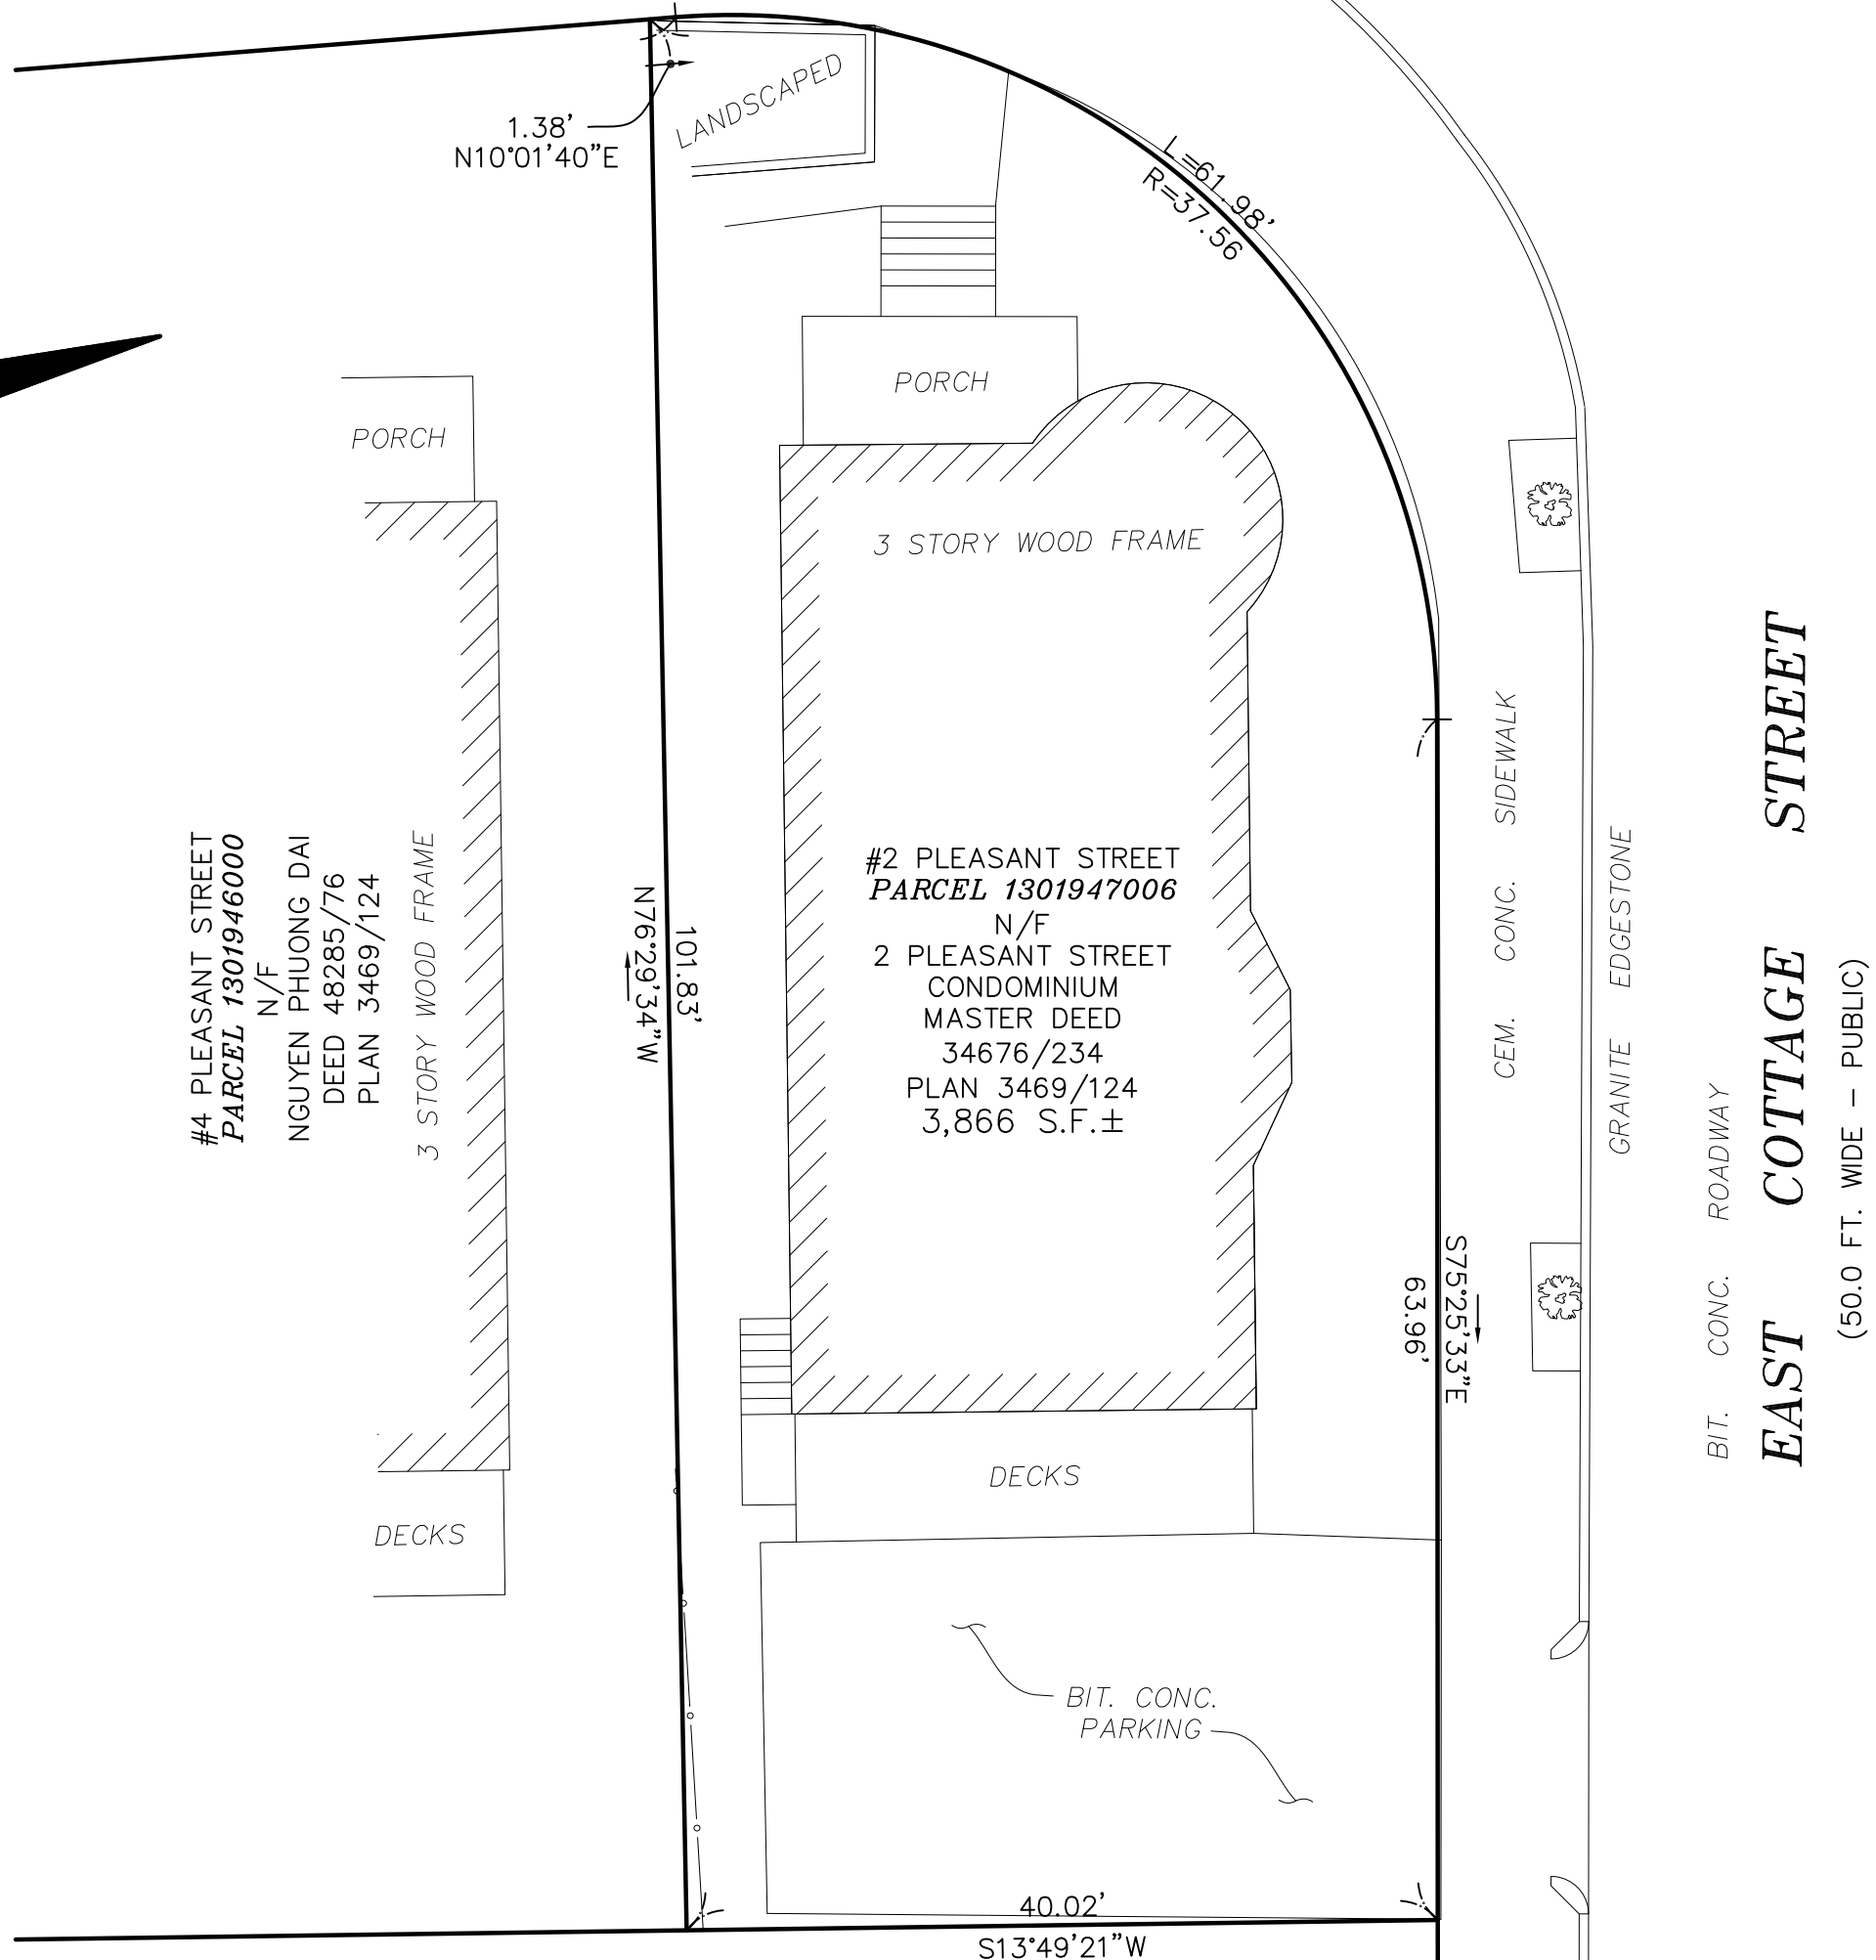 LANDSCAPED
1.38'
N10°01'40"E
L=61.98'
R=37.56
PORCH
PORCH
3 STORY WOOD FRAME
#4 PLEASANT STREET
PARCEL 1301946000
N/F
NGUYEN PHUONG DAI
DEED 48285/76
PLAN 3469/124
3 STORY WOOD FRAME
N76°29'34"W
101.83'
#2 PLEASANT STREET
PARCEL 1301947006
N/F
2 PLEASANT STREET
CONDOMINIUM
MASTER DEED
34676/234
PLAN 3469/124
3,866 S.F.±
S75°25'33"E
63.96'
CEM. CONC. SIDEWALK
GRANITE EDGESTONE
BIT. CONC. ROADWAY
EAST COTTAGE STREET
(50.0 FT. WIDE - PUBLIC)
DECKS
DECKS
BIT. CONC.
PARKING
40.02'
S13°49'21"W